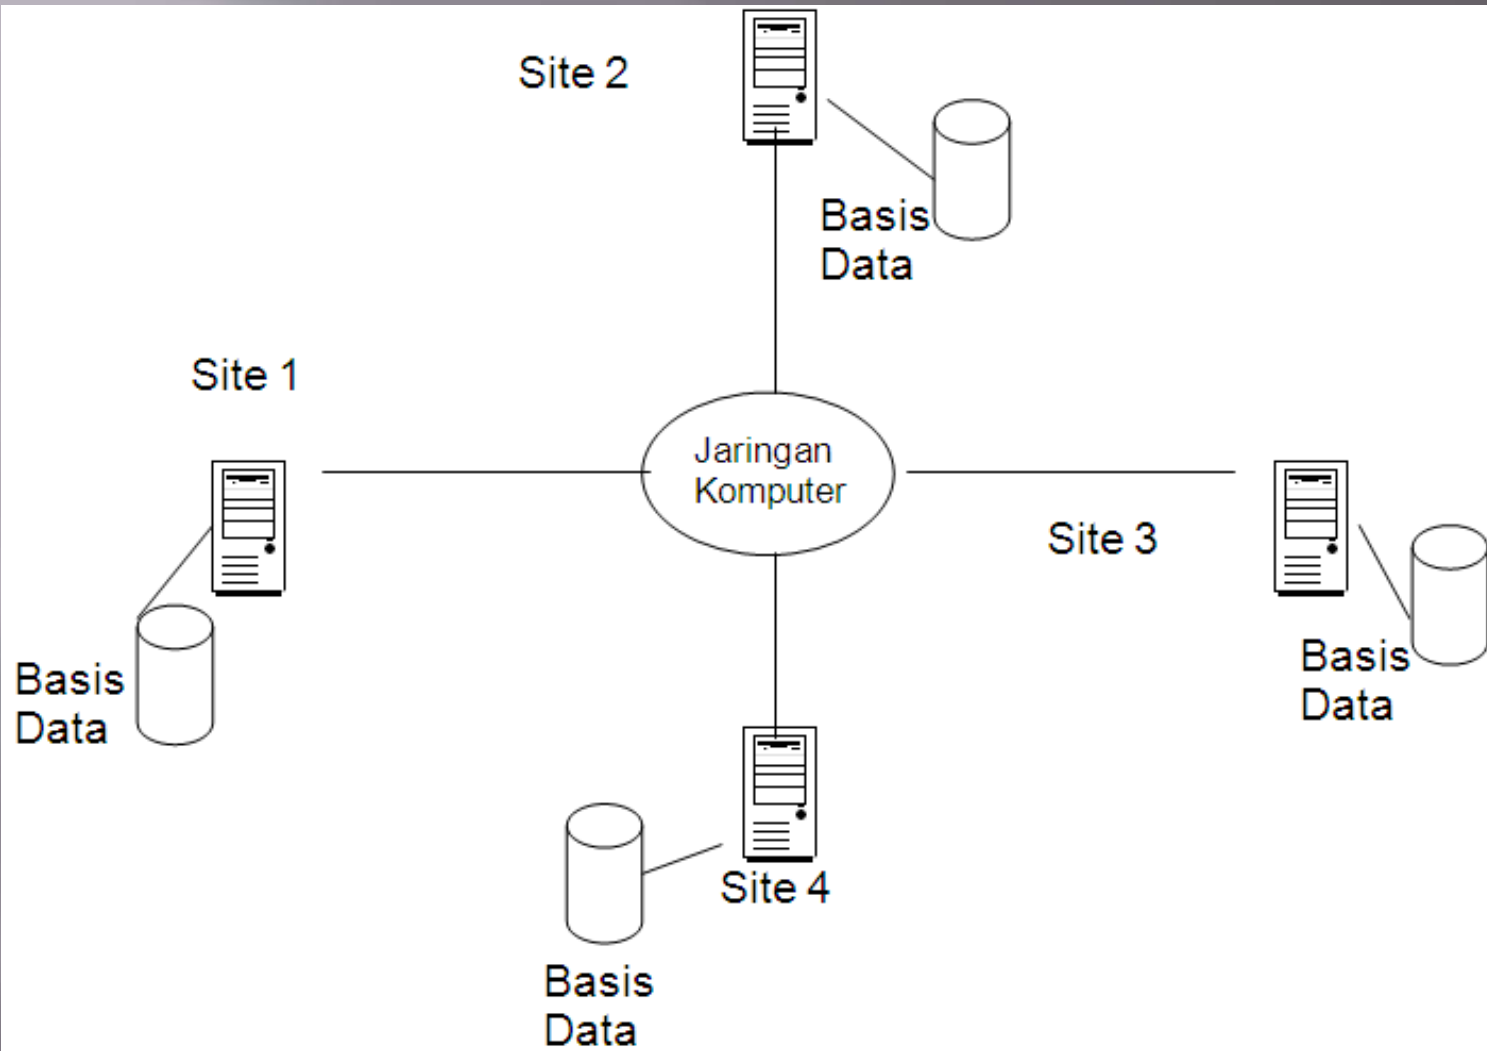 Site 2
Basis
Data
Site 1
Jaringan
Komputer
Site 3
Basis
Data
Basis
Data
Site 4
Basis
Data